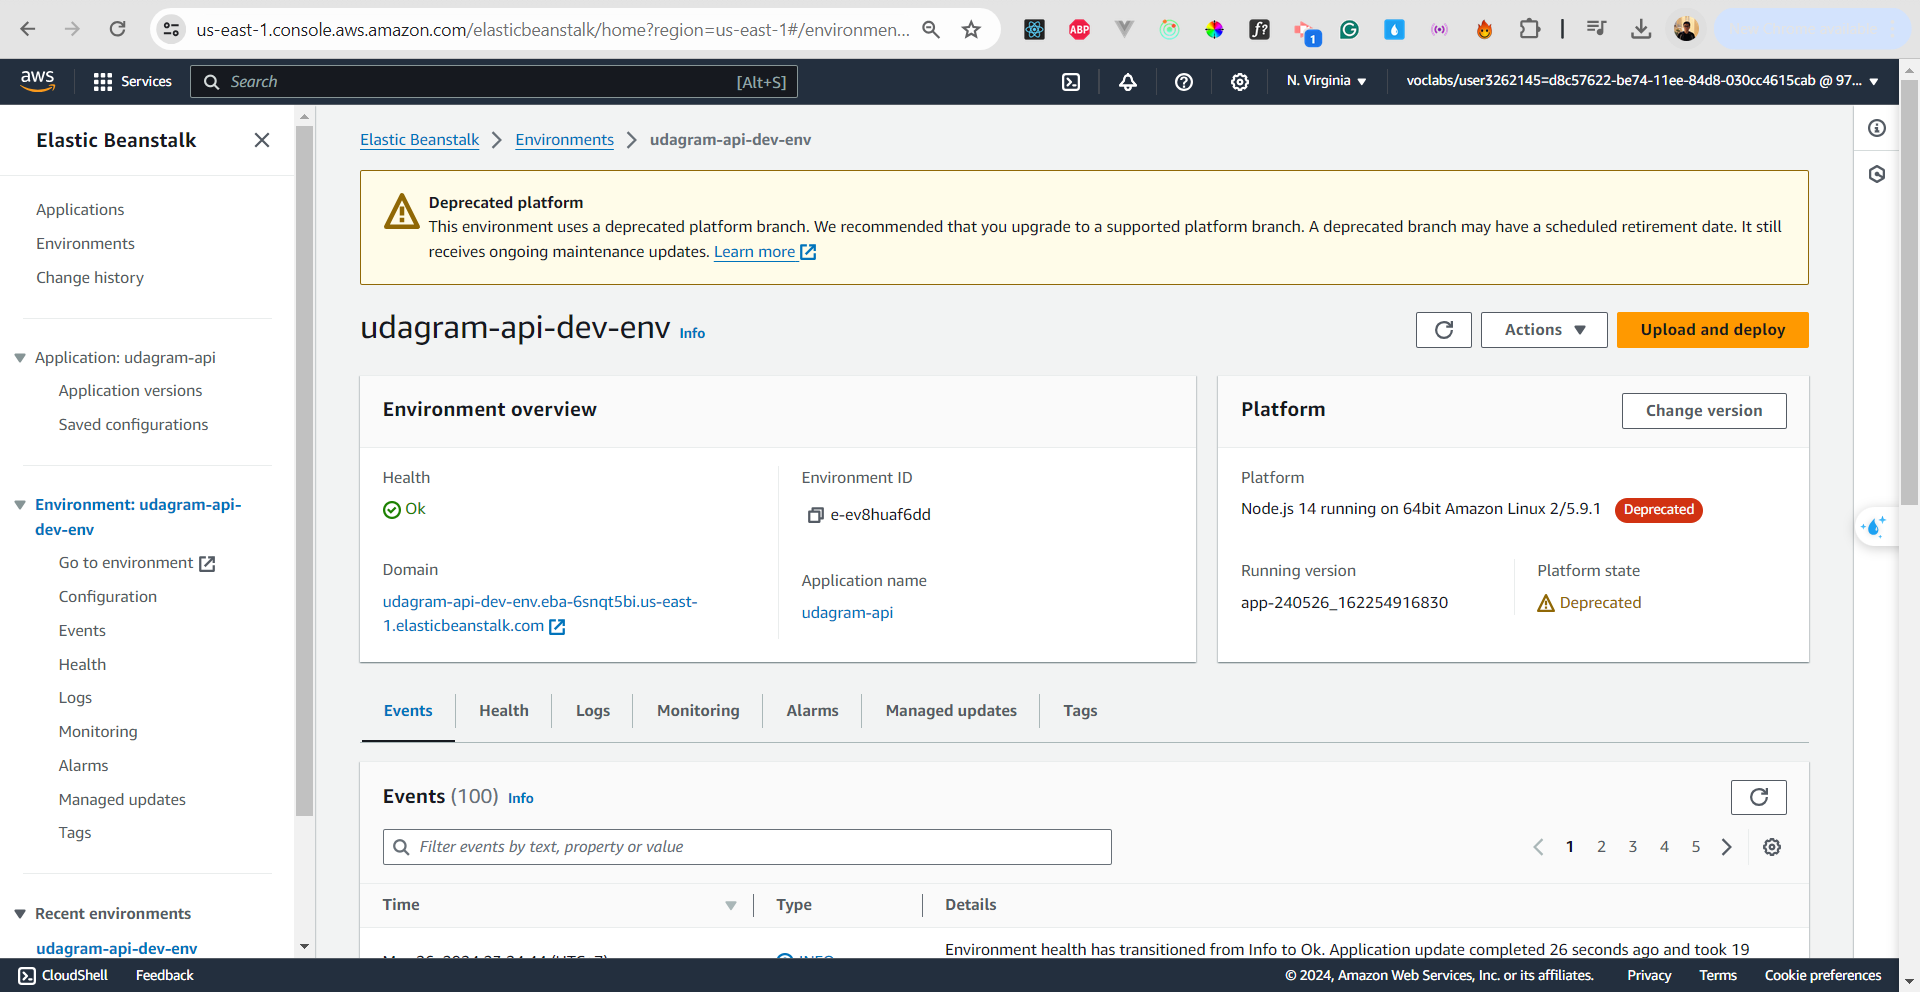 us-east-1.console.aws.amazon.com/elasticbeanstalk/home?region=us-east-1#/environmen...
ABP
f?
1
aws
Services
Search
[Alt+S]
N. Virginia
voclabs/user3262145=d8c57622-be74-11ee-84d8-030cc4615cab @ 97...
Elastic Beanstalk
Applications
Environments
Change history
Application: udagram-api
Application versions
Saved configurations
Environment: udagram-api-
dev-env
Go to environment
Configuration
Events
Health
Logs
Monitoring
Alarms
Managed updates
Tags
Recent environments
udagram-api-dev-env
Elastic Beanstalk
Environments
udagram-api-dev-env
Deprecated platform
This environment uses a deprecated platform branch. We recommended that you upgrade to a supported platform branch. A deprecated branch may have a scheduled retirement date. It still
receives ongoing maintenance updates. Learn more
udagram-api-dev-env Info
Actions
Upload and deploy
Environment overview
Health
Ok
Domain
udagram-api-dev-env.eba-6snqt5bi.us-east-
1.elasticbeanstalk.com
Environment ID
e-ev8huaf6dd
Application name
udagram-api
Platform
Change version
Platform
Node.js 14 running on 64bit Amazon Linux 2/5.9.1 Deprecated
Running version
app-240526_162254916830
Platform state
Deprecated
Events
Health
Logs
Monitoring
Alarms
Managed updates
Tags
Events (100) Info
Filter events by text, property or value
1 2 3 4 5
Time
Type
Details
Environment health has transitioned from Info to Ok. Application update completed 26 seconds ago and took 19
CloudShell
Feedback
© 2024, Amazon Web Services, Inc. or its affiliates.
Privacy
Terms
Cookie preferences